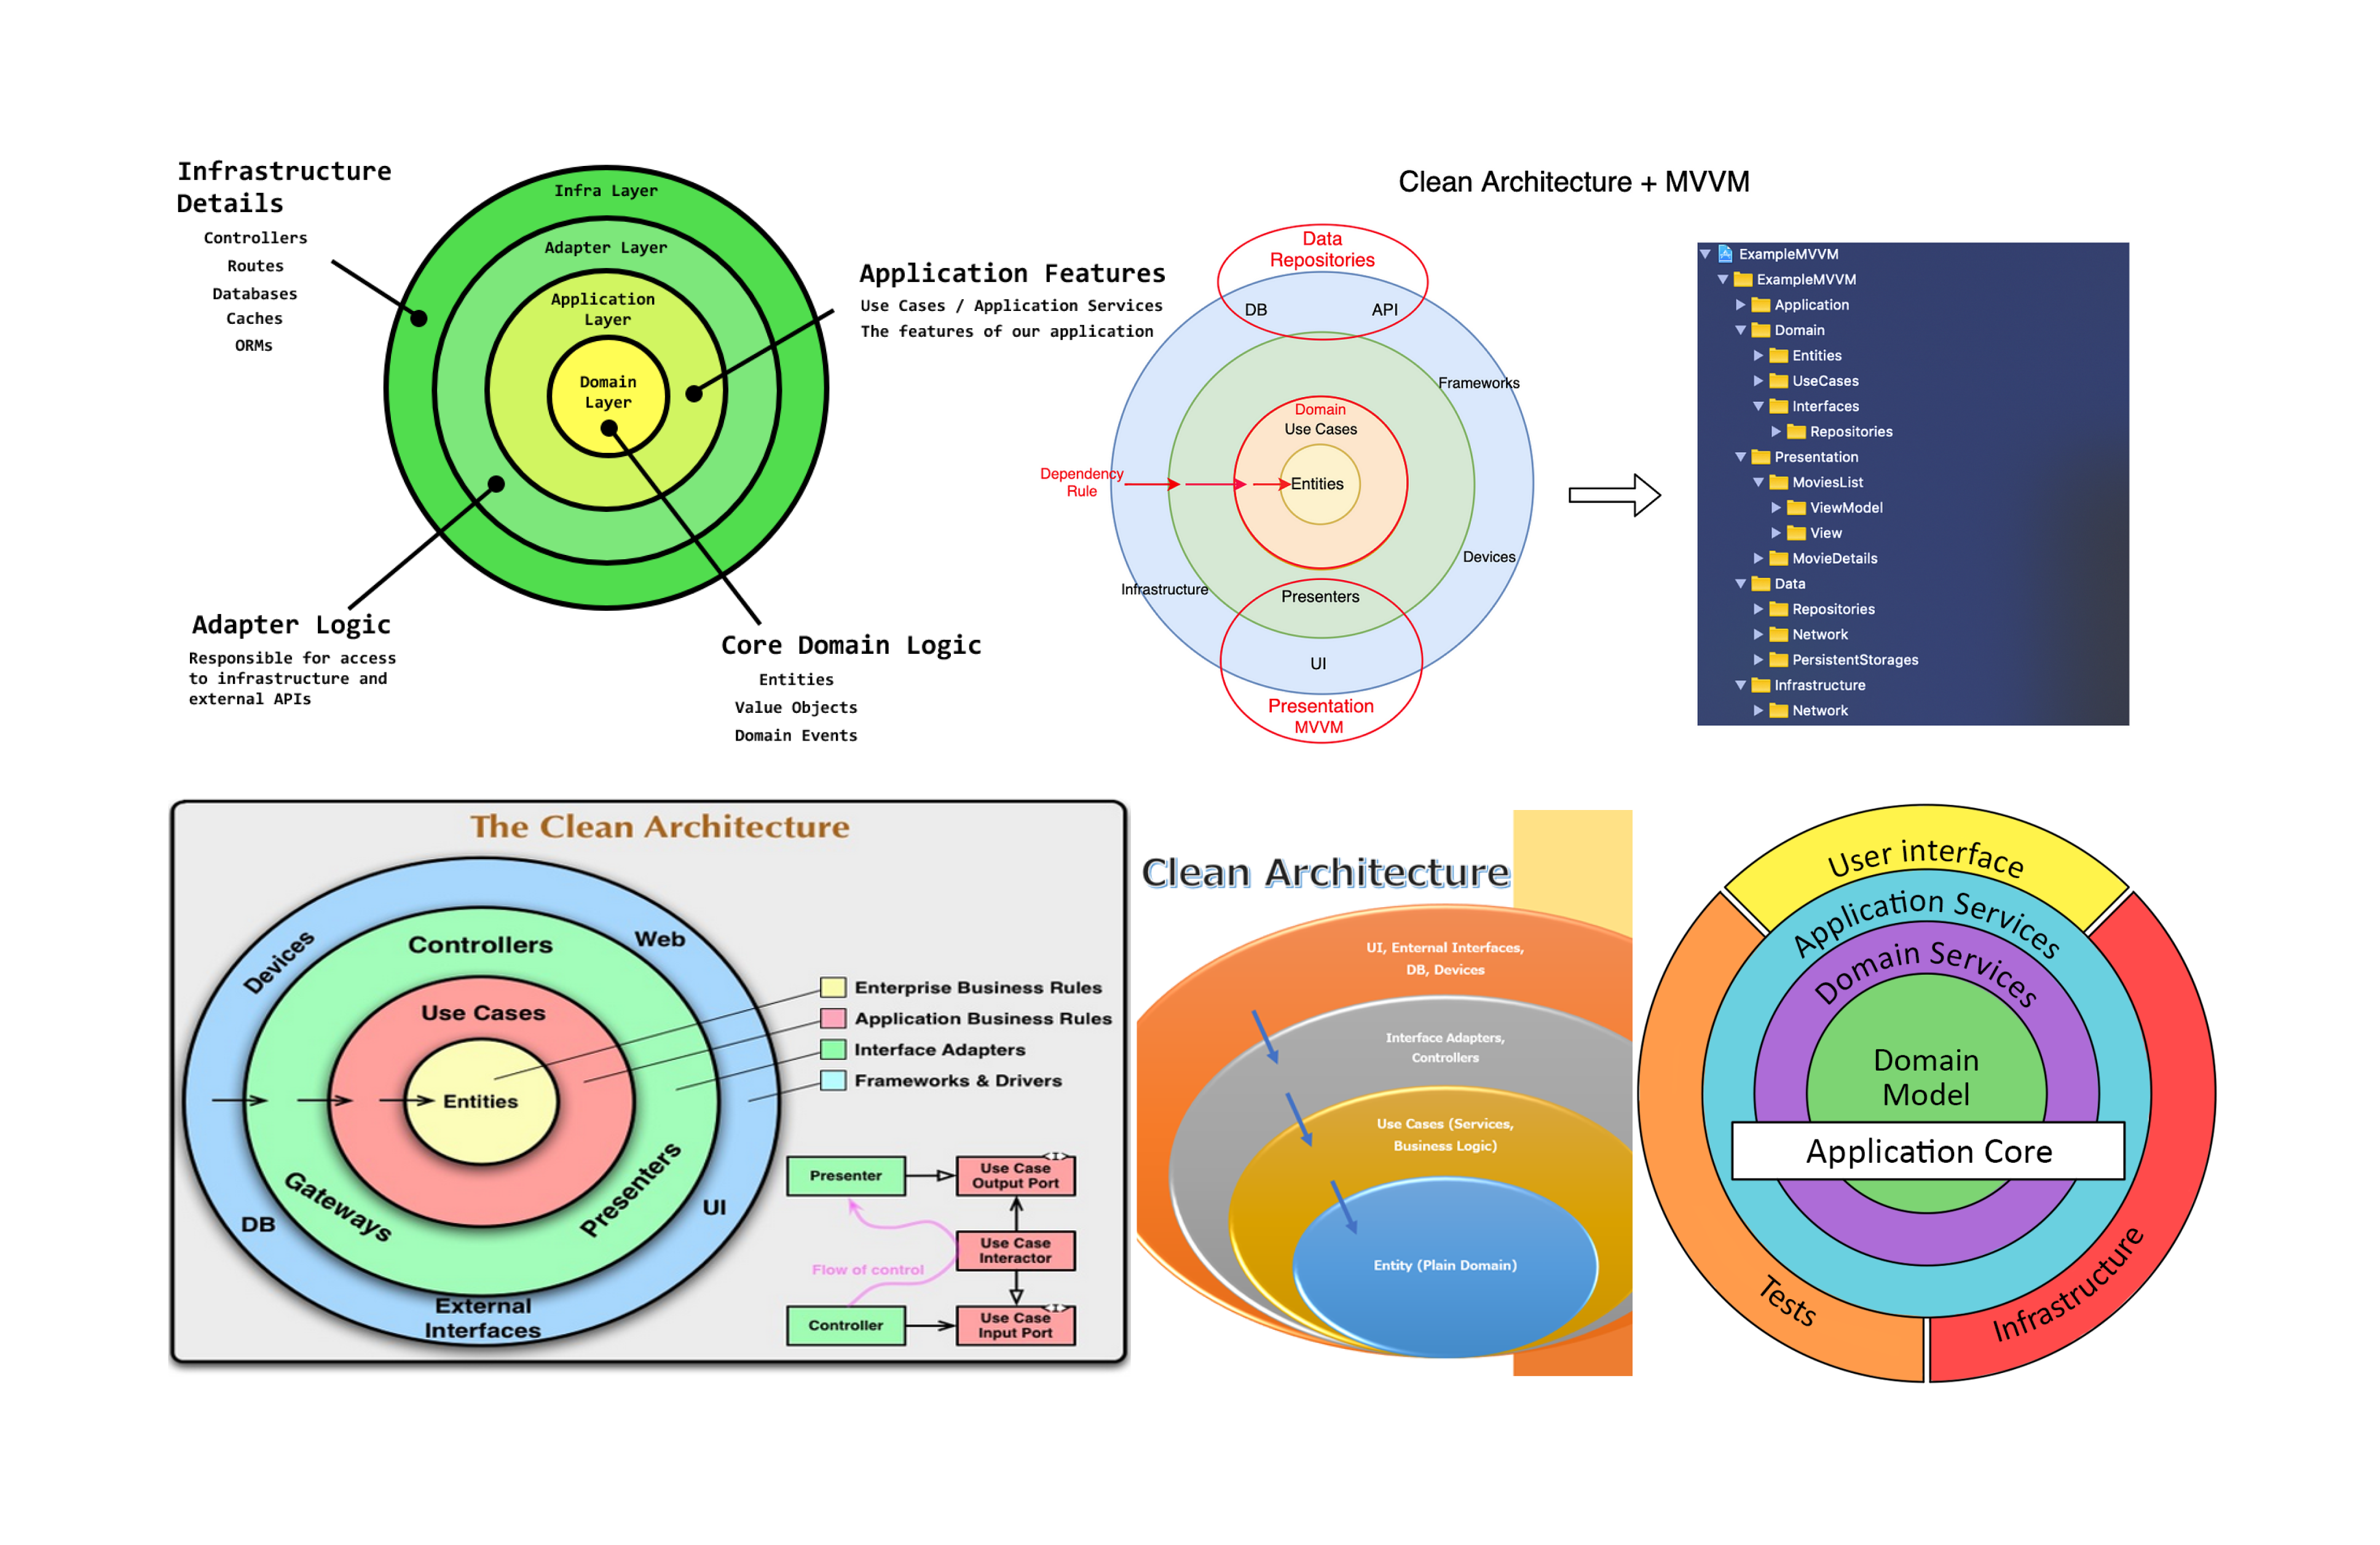 Infrastructure
Details
Controllers
Routes
Databases
Caches
ORMs
Infra Layer
Adapter Layer
Application
Layer
Domain
Layer
Application Features
Use Cases / Application Services
The features of our application
Adapter Logic
Responsible for access
to infrastructure and
external APIs
Core Domain Logic
Entities
Value Objects
Domain Events
Clean Architecture + MVVM
Data
Repositories
DB
API
Frameworks
Domain
Use Cases
Dependency
Rule
Entities
Devices
Infrastructure
Presenters
UI
Presentation
MVVM
ExampleMVVM
ExampleMVVM
Application
Domain
Entities
UseCases
Interfaces
Repositories
Presentation
MoviesList
ViewModel
View
MovieDetails
Data
Repositories
Network
PersistentStorages
Infrastructure
Network
The Clean Architecture
Devices
Web
Controllers
Use Cases
Entities
Gateways
Presenters
DB
UI
External
Interfaces
Enterprise Business Rules
Application Business Rules
Interface Adapters
Frameworks & Drivers
Presenter
<I>
Use Case
Output Port
Use Case
Interactor
Flow of control
Controller
<I>
Use Case
Input Port
Clean Architecture
UI, Enternal Interfaces,
DB, Devices
Interface Adapters,
Controllers
Use Cases (Services,
Business Logic)
Entity (Plain Domain)
User interface
Application Services
Domain Services
Domain
Model
Application Core
Tests
Infrastructure